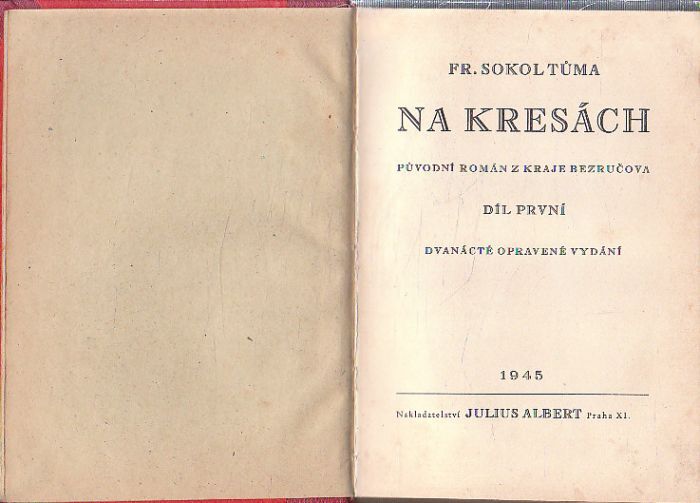 FR. SOKOL TŮMA
NA KRESÁCH
PŮVODNÍ ROMÁN Z KRAJE BEZRUČOVA
DÍL PRVNÍ
DVANÁCTÉ OPRAVENÉ VYDÁNÍ
1945
Nakladatelství JULIUS ALBERT Praha XI.